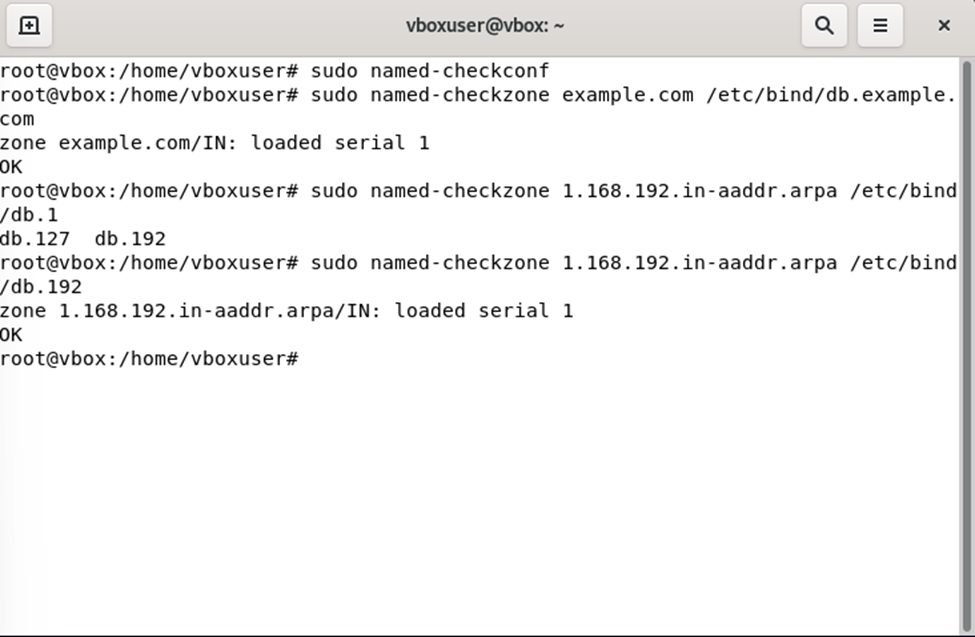 vboxuser@vbox: ~
root@vbox:/home/vboxuser# sudo named-checkconf
root@vbox:/home/vboxuser# sudo named-checkzone example.com /etc/bind/db.example.
com
zone example.com/IN: loaded serial 1
OK
root@vbox:/home/vboxuser# sudo named-checkzone 1.168.192.in-aaddr.arpa /etc/bind
/db.1
db.127  db.192
root@vbox:/home/vboxuser# sudo named-checkzone 1.168.192.in-aaddr.arpa /etc/bind
/db.192
zone 1.168.192.in-aaddr.arpa/IN: loaded serial 1
OK
root@vbox:/home/vboxuser#